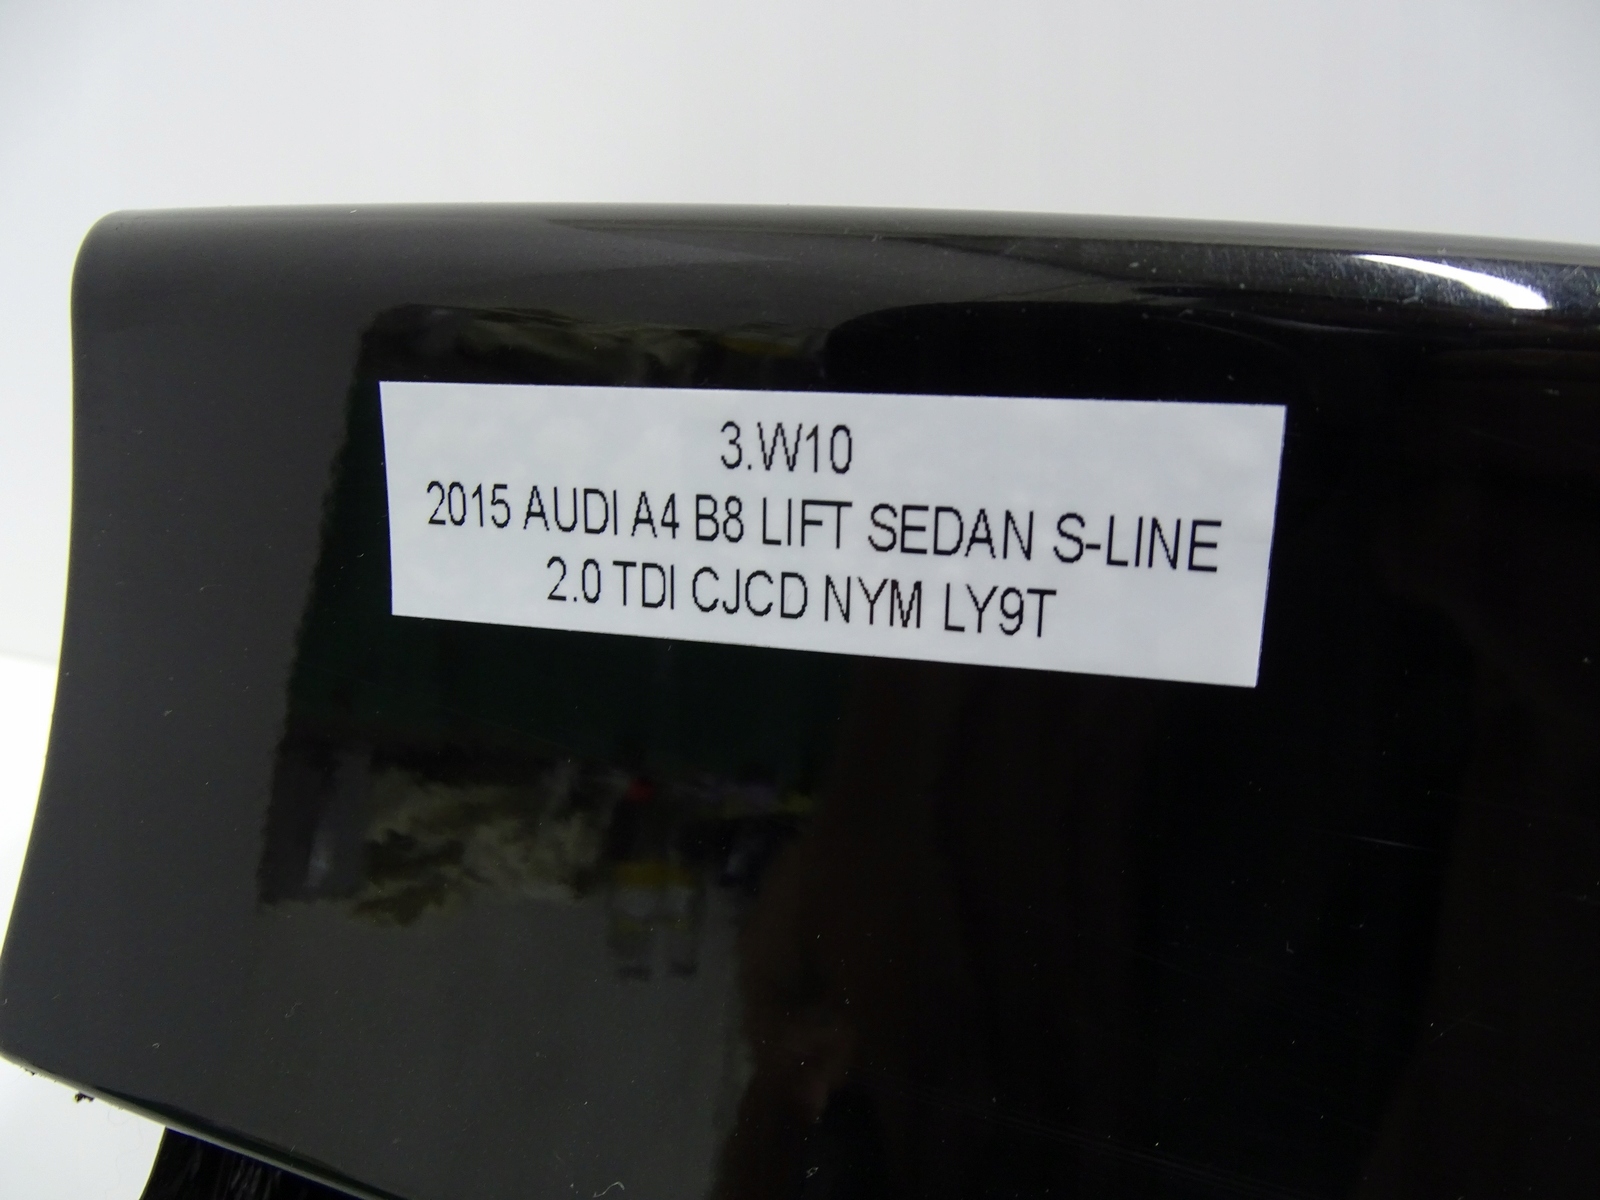 3.W10
2015 AUDI A4 B8 LIFT SEDAN S-LINE
2.0 TDI CJCD NYM LY9T